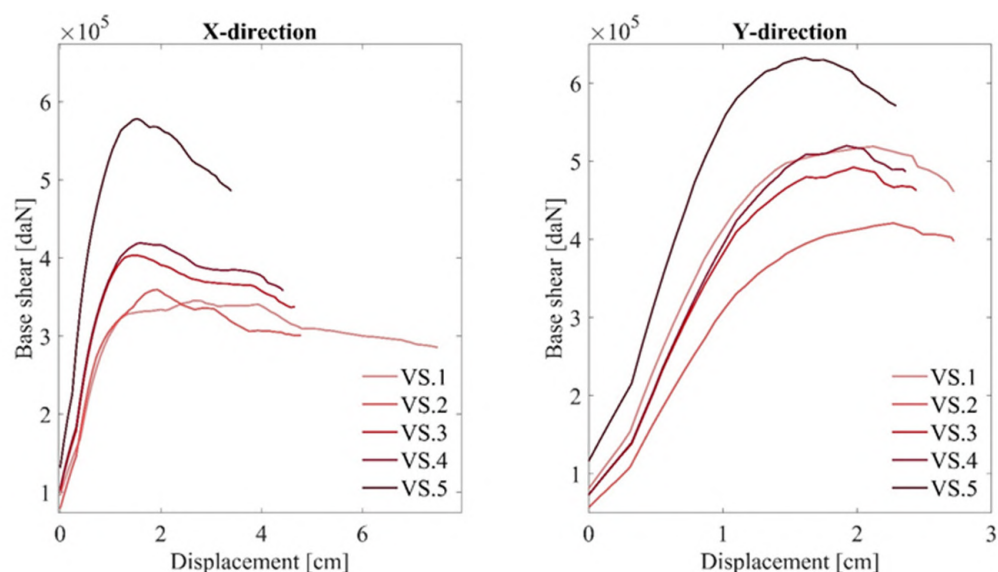 ×10⁵
X-direction
Base shear [daN]
6
5
4
3
2
1
VS.1
VS.2
VS.3
VS.4
VS.5
0
2
4
6
Displacement [cm]
×10⁵
Y-direction
Base shear [daN]
6
5
4
3
2
1
VS.1
VS.2
VS.3
VS.4
VS.5
0
1
2
3
Displacement [cm]